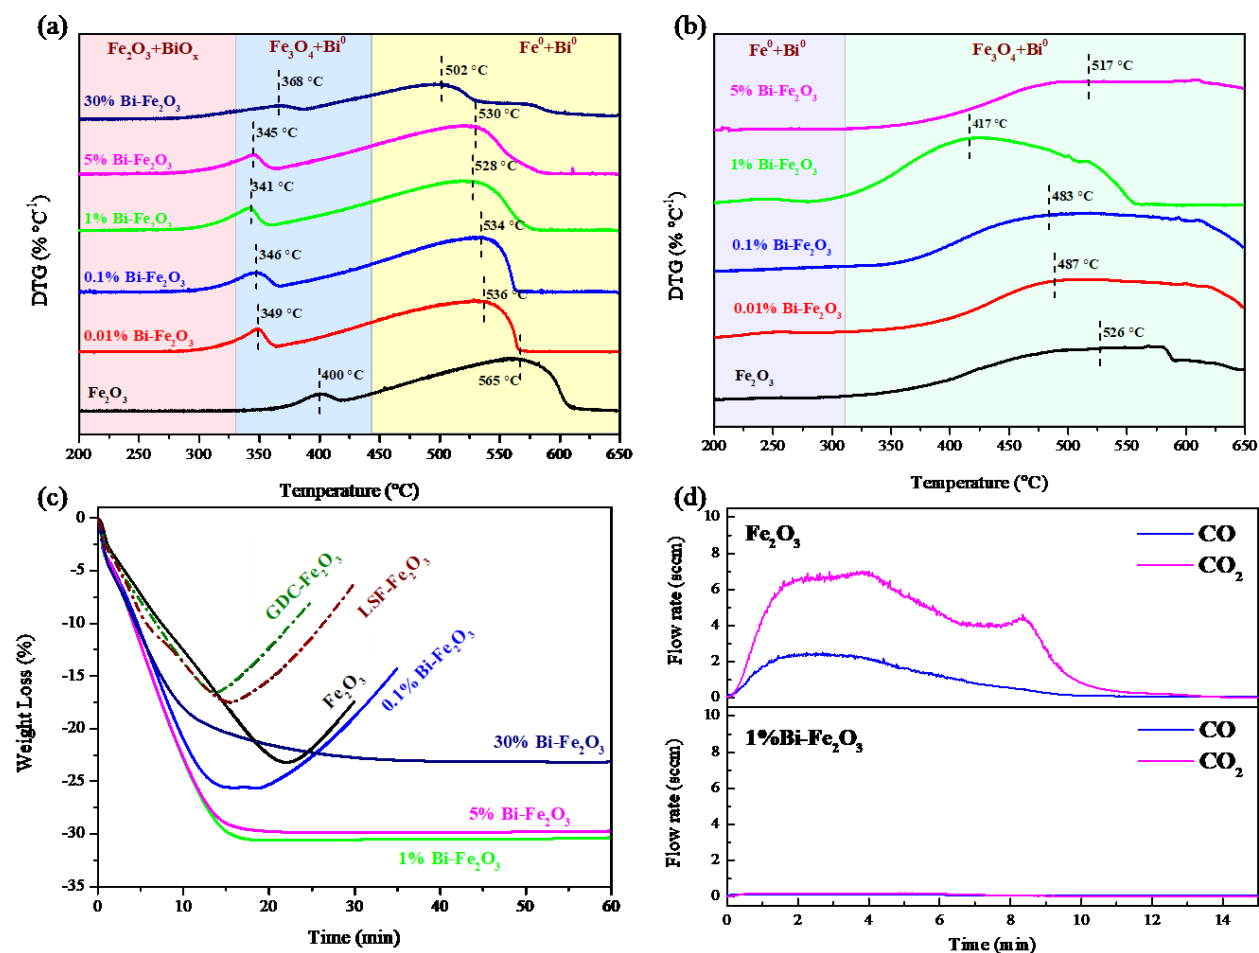 (a)
Fe₂O₃+BiOₓ
Fe₃O₄+Bi⁰
Fe⁰+Bi⁰
368 °C
502 °C
30% Bi-Fe₂O₃
345 °C
530 °C
5% Bi-Fe₂O₃
341 °C
528 °C
1% Bi-Fe₂O₃
346 °C
534 °C
0.1% Bi-Fe₂O₃
349 °C
536 °C
0.01% Bi-Fe₂O₃
400 °C
565 °C
Fe₂O₃
DTG (% °C⁻¹)
200 250 300 350 400 450 500 550 600 650
Temperature (°C)
(b)
Fe⁰+Bi⁰
Fe₃O₄+Bi⁰
517 °C
5% Bi-Fe₂O₃
417 °C
1% Bi-Fe₂O₃
483 °C
0.1% Bi-Fe₂O₃
487 °C
0.01% Bi-Fe₂O₃
526 °C
Fe₂O₃
DTG (% °C⁻¹)
200 250 300 350 400 450 500 550 600 650
Temperature (°C)
(c)
0
-5
-10
-15
-20
-25
-30
-35
Weight Loss (%)
GDC-Fe₂O₃
LSF-Fe₂O₃
Fe₂O₃
0.1% Bi-Fe₂O₃
30% Bi-Fe₂O₃
5% Bi-Fe₂O₃
1% Bi-Fe₂O₃
0 10 20 30 40 50 60
Time (min)
(d)
10
8
6
4
2
0
Flow rate (sccm)
Fe₂O₃
CO
CO₂
10
8
6
4
2
0
Flow rate (sccm)
1%Bi-Fe₂O₃
CO
CO₂
0 2 4 6 8 10 12 14
Time (min)